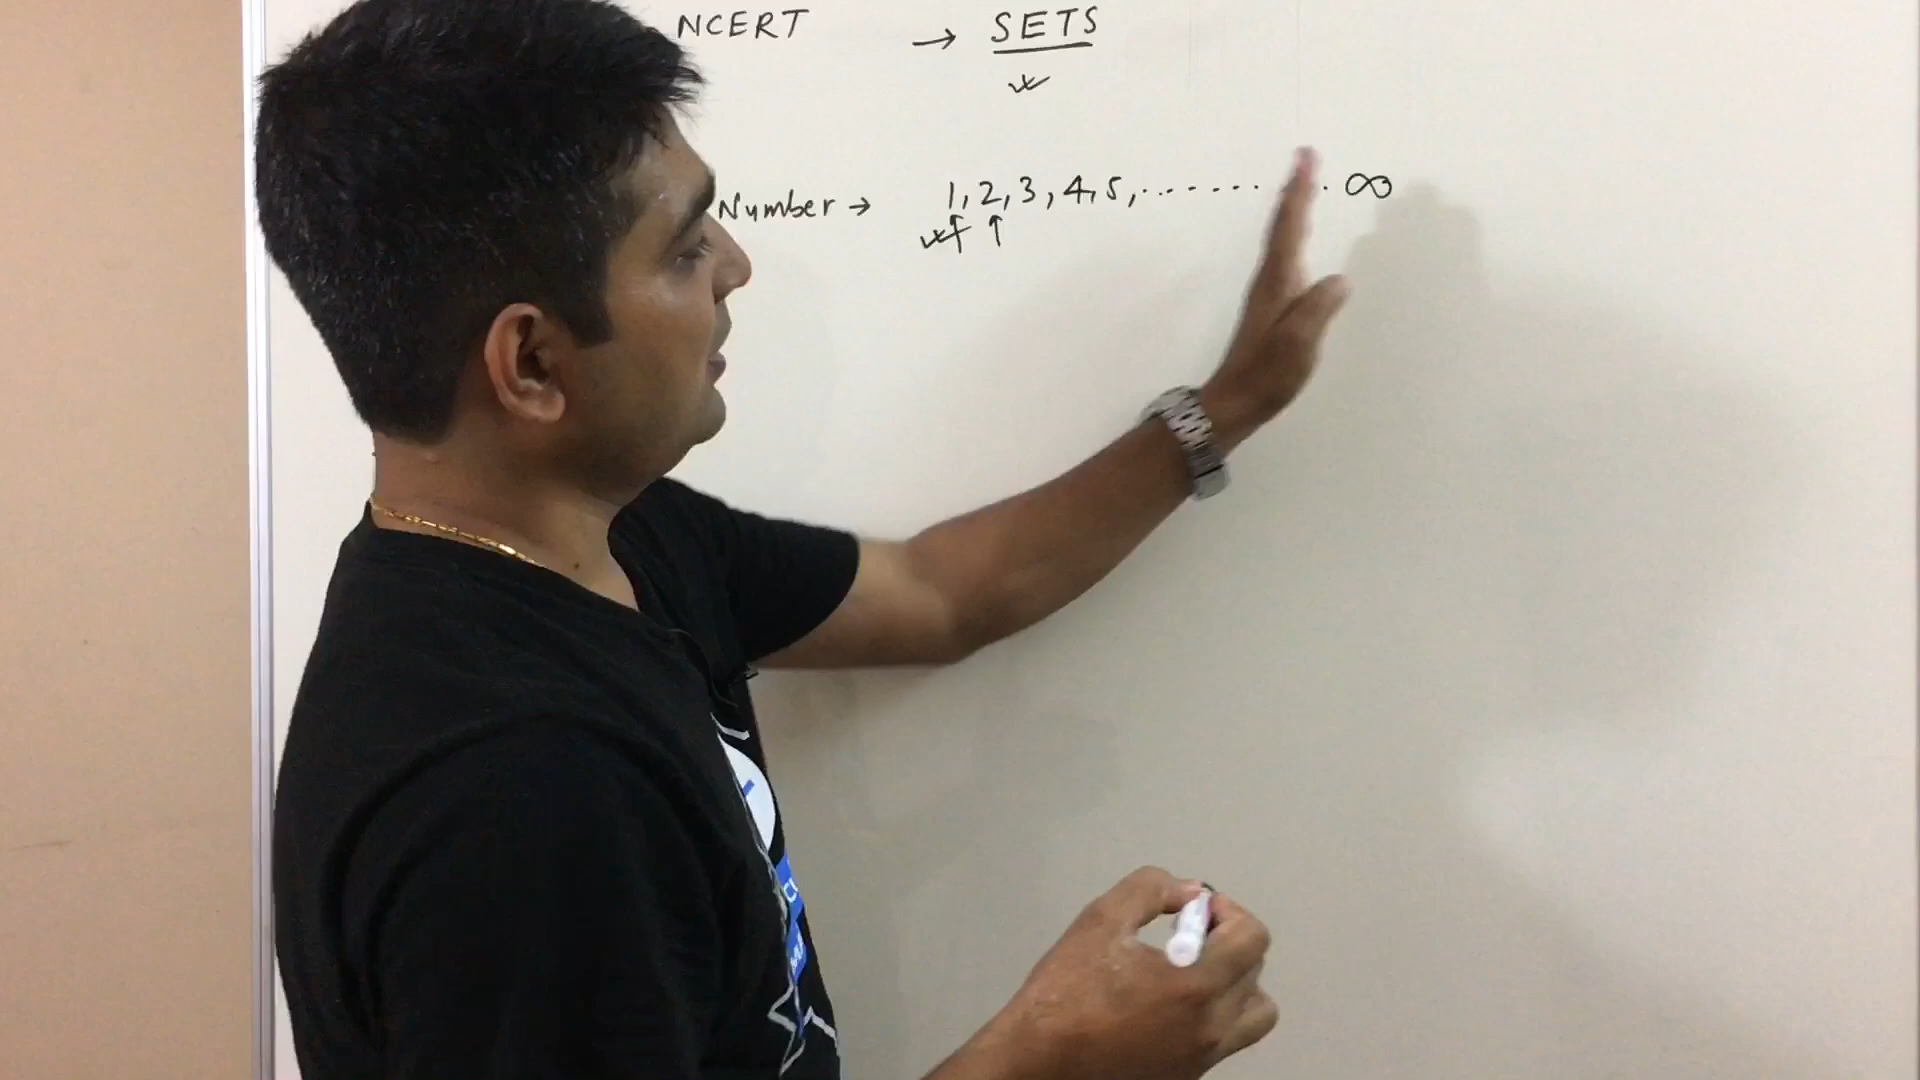 NCERT → SETS
Number → 1, 2, 3, 4, 5, ........ ∞